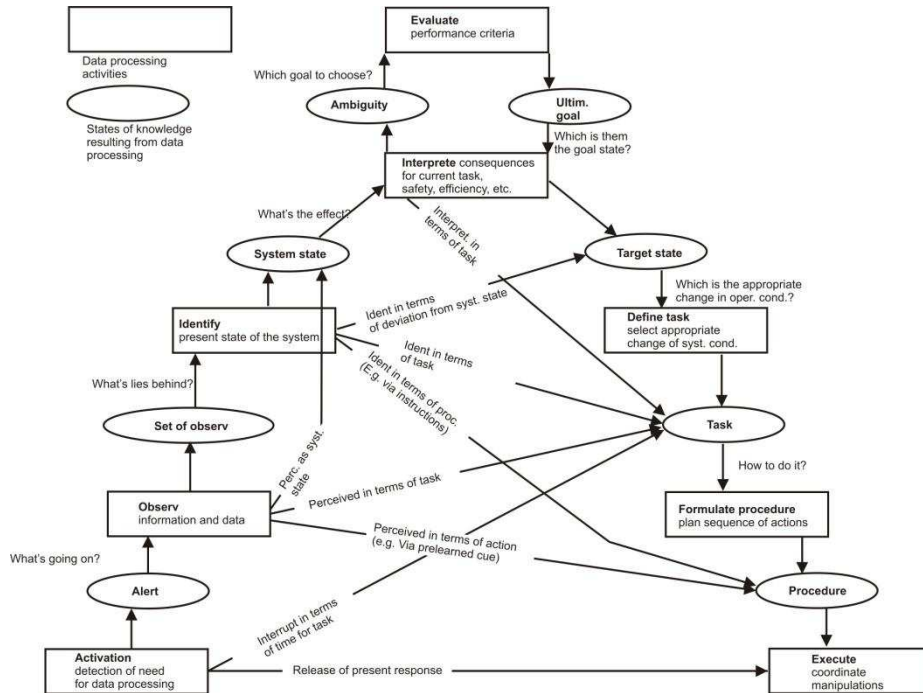 Evaluate
performance criteria
Data processing
activities
Which goal to choose?
Ambiguity
Ultim.
goal
States of knowledge
resulting from data
processing
Which is them
the goal state?
Interprete consequences
for current task,
safety, efficiency, etc.
What's the effect?
Interpret. in
terms of task
System state
Target state
Which is the appropriate
change in oper. cond.?
Ident in terms
of deviation from syst. state
Identify
present state of the system
Define task
select appropriate
change of syst. cond.
Ident in terms
of task
Ident in terms of proc.
(E.g. via instructions)
What's lies behind?
Set of observ
Task
Perc. as syst.
state
How to do it?
Perceived in terms of task
Observ
information and data
Formulate procedure
plan sequence of actions
Perceived in terms of action
(e.g. Via prelearned cue)
What's going on?
Alert
Procedure
Interrupt in terms
of time for task
Activation
detection of need
for data processing
Release of present response
Execute
coordinate
manipulations